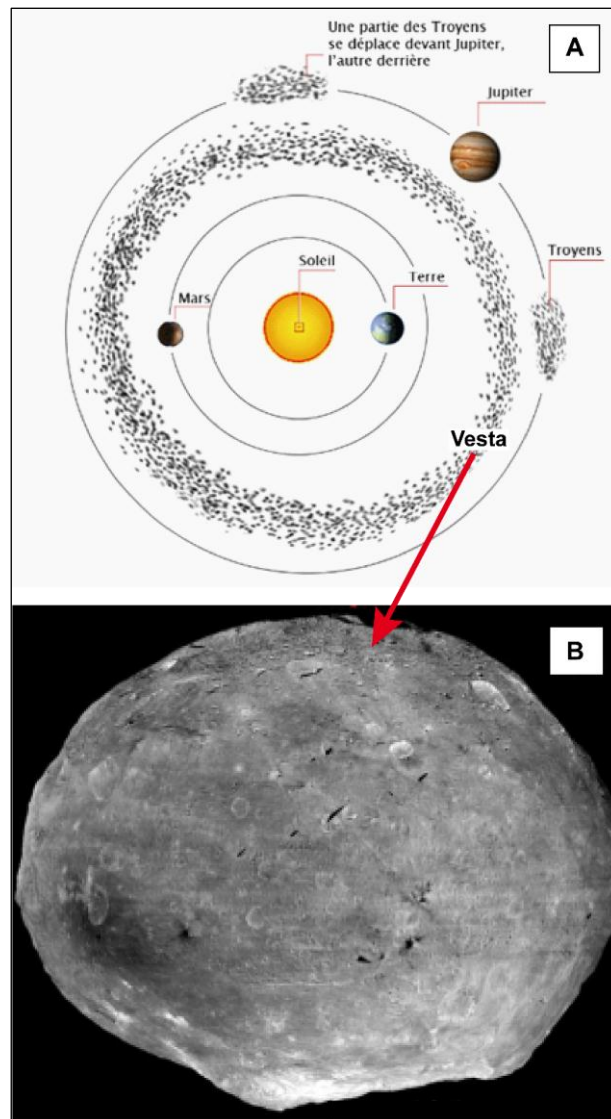 Une partie des Troyens
se déplace devant Jupiter,
l'autre derrière
A
Jupiter
Troyens
Soleil
Terre
Mars
Vesta
B